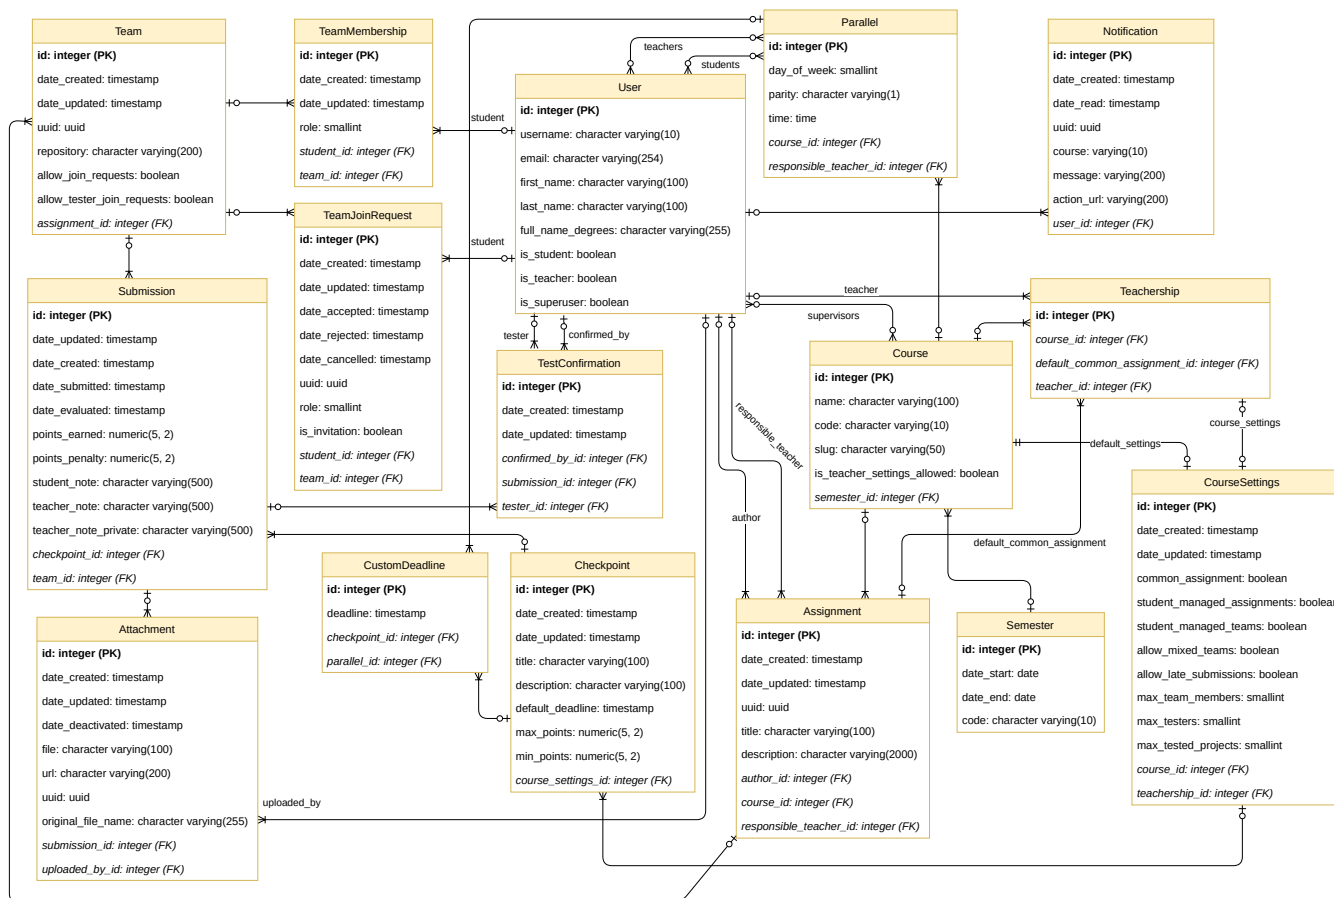 Team
id: integer (PK)
date_created: timestamp
date_updated: timestamp
uuid: uuid
repository: character varying(200)
allow_join_requests: boolean
allow_tester_join_requests: boolean
assignment_id: integer (FK)
TeamMembership
id: integer (PK)
date_created: timestamp
date_updated: timestamp
role: smallint
student_id: integer (FK)
team_id: integer (FK)
Parallel
id: integer (PK)
day_of_week: smallint
parity: character varying(1)
time: time
course_id: integer (FK)
responsible_teacher_id: integer (FK)
Notification
id: integer (PK)
date_created: timestamp
date_read: timestamp
uuid: uuid
course: varying(10)
message: varying(200)
action_url: varying(200)
user_id: integer (FK)
teachers
students
User
id: integer (PK)
username: character varying(10)
email: character varying(254)
first_name: character varying(100)
last_name: character varying(100)
full_name_degrees: character varying(255)
is_student: boolean
is_teacher: boolean
is_superuser: boolean
student
student
TeamJoinRequest
id: integer (PK)
date_created: timestamp
date_updated: timestamp
date_accepted: timestamp
date_rejected: timestamp
date_cancelled: timestamp
uuid: uuid
role: smallint
is_invitation: boolean
student_id: integer (FK)
team_id: integer (FK)
Submission
id: integer (PK)
date_updated: timestamp
date_created: timestamp
date_submitted: timestamp
date_evaluated: timestamp
points_earned: numeric(5, 2)
points_penalty: numeric(5, 2)
student_note: character varying(500)
teacher_note: character varying(500)
teacher_note_private: character varying(500)
checkpoint_id: integer (FK)
team_id: integer (FK)
teacher
supervisors
Teachership
id: integer (PK)
course_id: integer (FK)
default_common_assignment_id: integer (FK)
teacher_id: integer (FK)
tester
confirmed_by
TestConfirmation
id: integer (PK)
date_created: timestamp
date_updated: timestamp
confirmed_by_id: integer (FK)
submission_id: integer (FK)
tester_id: integer (FK)
Course
id: integer (PK)
name: character varying(100)
code: character varying(10)
slug: character varying(50)
is_teacher_settings_allowed: boolean
semester_id: integer (FK)
responsible_teacher
author
course_settings
default_settings
default_common_assignment
CourseSettings
id: integer (PK)
date_created: timestamp
date_updated: timestamp
common_assignment: boolean
student_managed_assignments: boolean
student_managed_teams: boolean
allow_mixed_teams: boolean
allow_late_submissions: boolean
max_team_members: smallint
max_testers: smallint
max_tested_projects: smallint
course_id: integer (FK)
teachership_id: integer (FK)
CustomDeadline
id: integer (PK)
deadline: timestamp
checkpoint_id: integer (FK)
parallel_id: integer (FK)
Checkpoint
id: integer (PK)
date_created: timestamp
date_updated: timestamp
title: character varying(100)
description: character varying(100)
default_deadline: timestamp
max_points: numeric(5, 2)
min_points: numeric(5, 2)
course_settings_id: integer (FK)
Assignment
id: integer (PK)
date_created: timestamp
date_updated: timestamp
uuid: uuid
title: character varying(100)
description: character varying(2000)
author_id: integer (FK)
course_id: integer (FK)
responsible_teacher_id: integer (FK)
Semester
id: integer (PK)
date_start: date
date_end: date
code: character varying(10)
Attachment
id: integer (PK)
date_created: timestamp
date_updated: timestamp
date_deactivated: timestamp
file: character varying(100)
url: character varying(200)
uuid: uuid
original_file_name: character varying(255)
submission_id: integer (FK)
uploaded_by_id: integer (FK)
uploaded_by